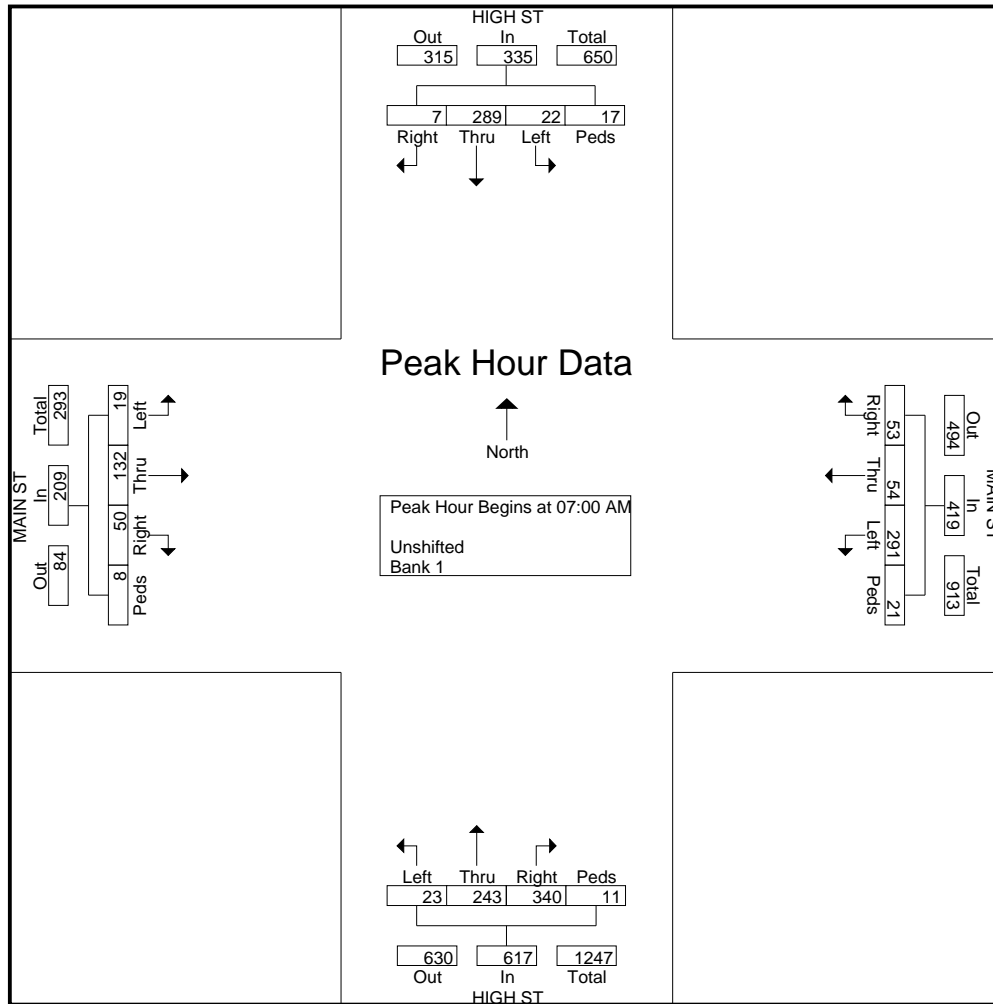 HIGH ST
Out In Total
315 335 650
7 289 22 17
Right Thru Left Peds
Peak Hour Data
North
Peak Hour Begins at 07:00 AM
Unshifted
Bank 1
MAIN ST
Total In Out
293 209 84
19 132 50 8
Left Thru Right Peds
MAIN ST
Out In Total
494 419 913
53 54 291 21
Right Thru Left Peds
Left Thru Right Peds
23 243 340 11
630 617 1247
Out In Total
HIGH ST